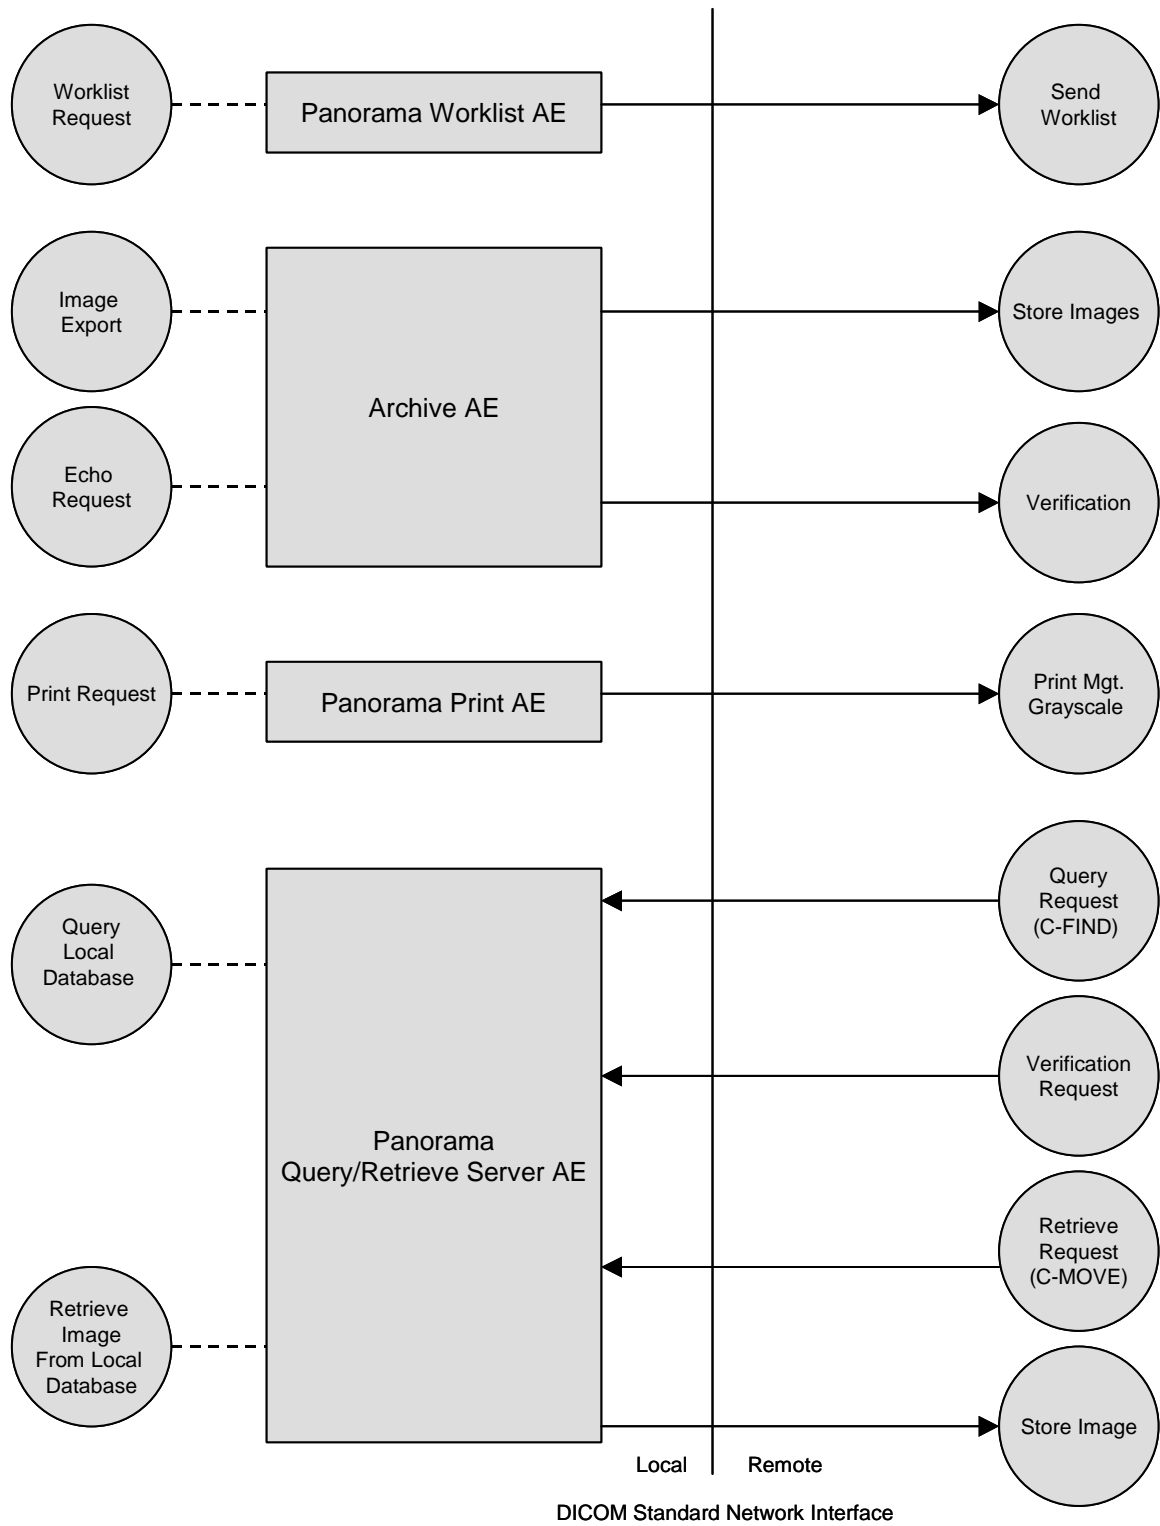 Worklist
Request
Panorama Worklist AE
Send
Worklist
Image
Export
Archive AE
Store Images
Echo
Request
Verification
Print Request
Panorama Print AE
Print Mgt.
Grayscale
Query
Local
Database
Panorama
Query/Retrieve Server AE
Query
Request
(C-FIND)
Verification
Request
Retrieve
Request
(C-MOVE)
Retrieve
Image
From Local
Database
Store Image
Local
Remote
DICOM Standard Network Interface